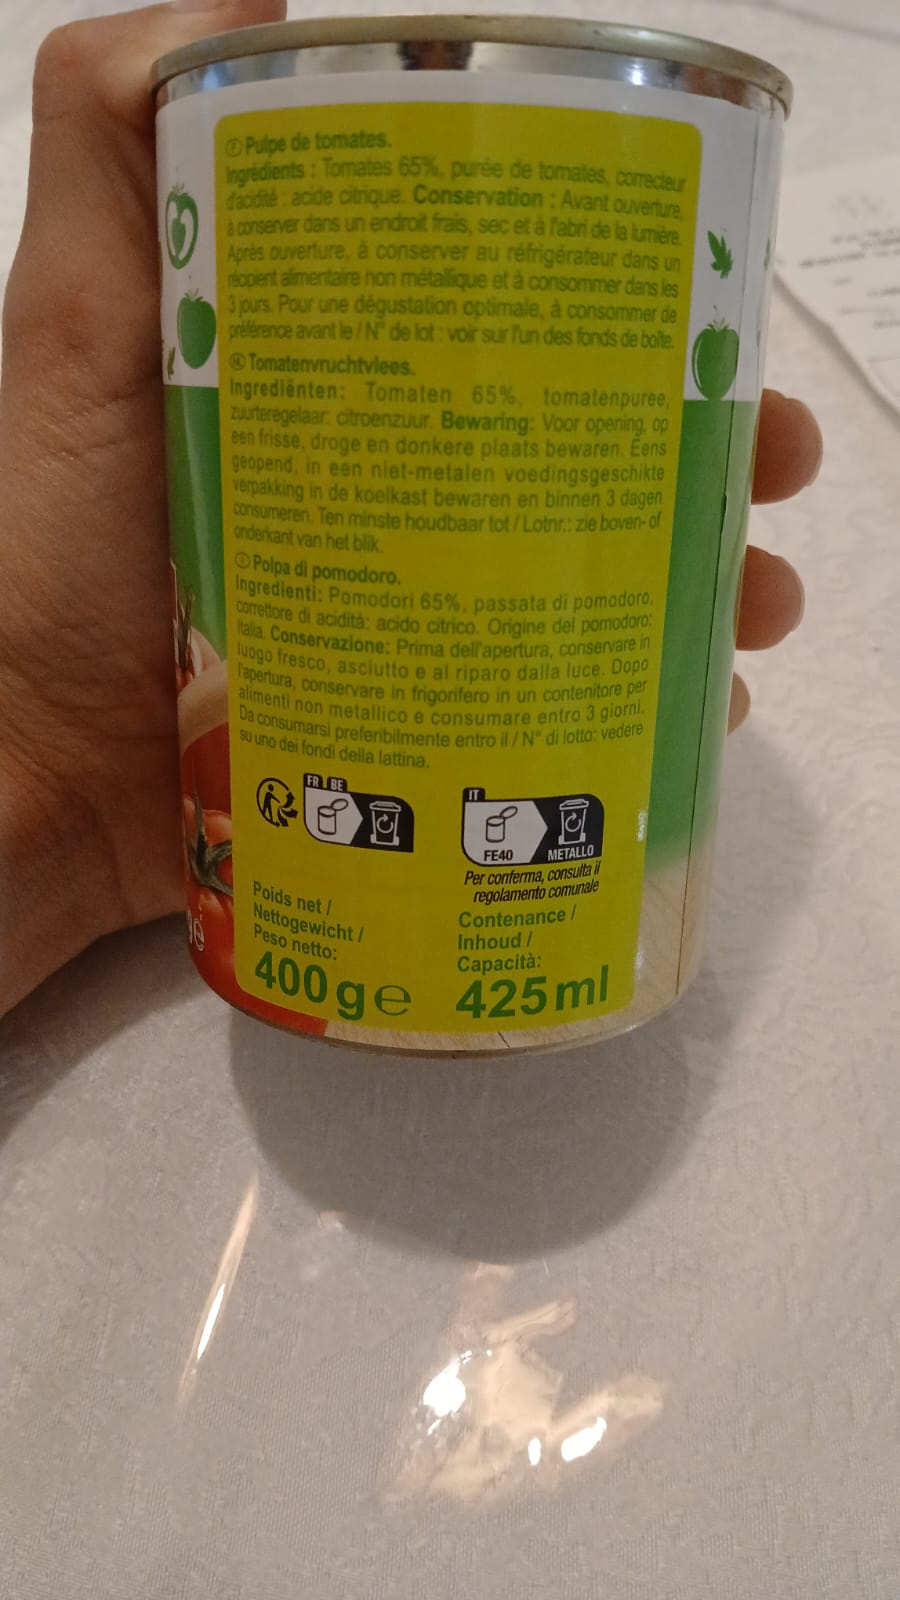 F Pulpe de tomates.
Ingrédients : Tomates 65%, purée de tomates, correcteur
d'acidité : acide citrique. Conservation : Avant ouverture,
à conserver dans un endroit frais, sec et à l'abri de la lumière.
Après ouverture, à conserver au réfrigérateur dans un
récipient alimentaire non métallique et à consommer dans les
3 jours. Pour une dégustation optimale, à consommer de
préférence avant le / N° de lot : voir sur l'un des fonds de boîte.
NL Tomatenvruchtvlees.
Ingrediënten: Tomaten 65%, tomatenpuree,
zuurteregelaar: citroenzuur. Bewaring: Voor opening, op
een frisse, droge en donkere plaats bewaren. Eens
geopend, in een niet-metalen voedingsgeschikte
verpakking in de koelkast bewaren en binnen 3 dagen
consumeren. Ten minste houdbaar tot / Lotnr.: zie boven- of
onderkant van het blik.
I Polpa di pomodoro.
Ingredienti: Pomodori 65%, passata di pomodoro,
correttore di acidità: acido citrico. Origine del pomodoro:
Italia. Conservazione: Prima dell'apertura, conservare in
luogo fresco, asciutto e al riparo dalla luce. Dopo
l'apertura, conservare in frigorifero in un contenitore per
alimenti non metallico e consumare entro 3 giorni.
Da consumarsi preferibilmente entro il / N° di lotto: vedere
su uno dei fondi della lattina.
FR BE
IT
FE40 METALLO
Per conferma, consulta il
regolamento comunale
Poids net /
Nettogewicht /
Peso netto:
400 g e
Contenance /
Inhoud /
Capacità:
425 ml